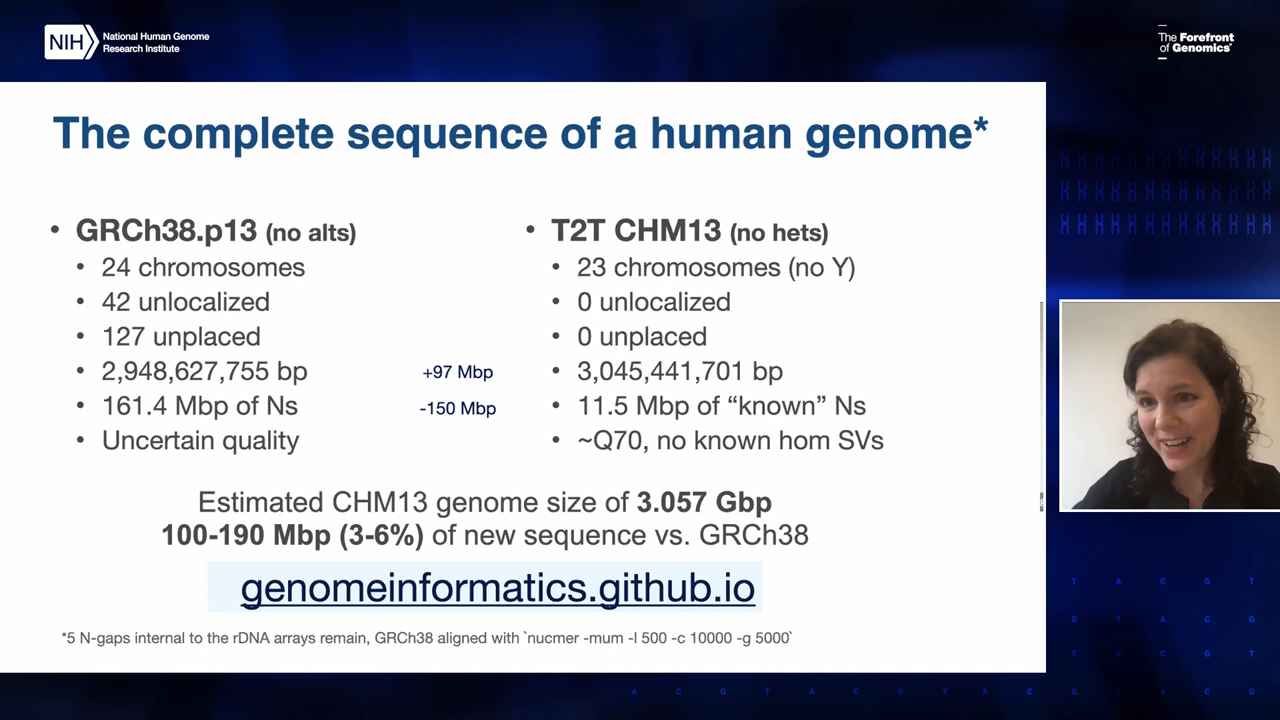 NIH National Human Genome
Research Institute
The Forefront
of Genomics®
The complete sequence of a human genome*
• GRCh38.p13 (no alts)
• 24 chromosomes
• 42 unlocalized
• 127 unplaced
• 2,948,627,755 bp
• 161.4 Mbp of Ns
• Uncertain quality
+97 Mbp
-150 Mbp
• T2T CHM13 (no hets)
• 23 chromosomes (no Y)
• 0 unlocalized
• 0 unplaced
• 3,045,441,701 bp
• 11.5 Mbp of “known” Ns
• ~Q70, no known hom SVs
Estimated CHM13 genome size of 3.057 Gbp
100-190 Mbp (3-6%) of new sequence vs. GRCh38
genomeinformatics.github.io
*5 N-gaps internal to the rDNA arrays remain, GRCh38 aligned with `nucmer -mum -l 500 -c 10000 -g 5000`
T A C G T
A C G T A C G T A C G